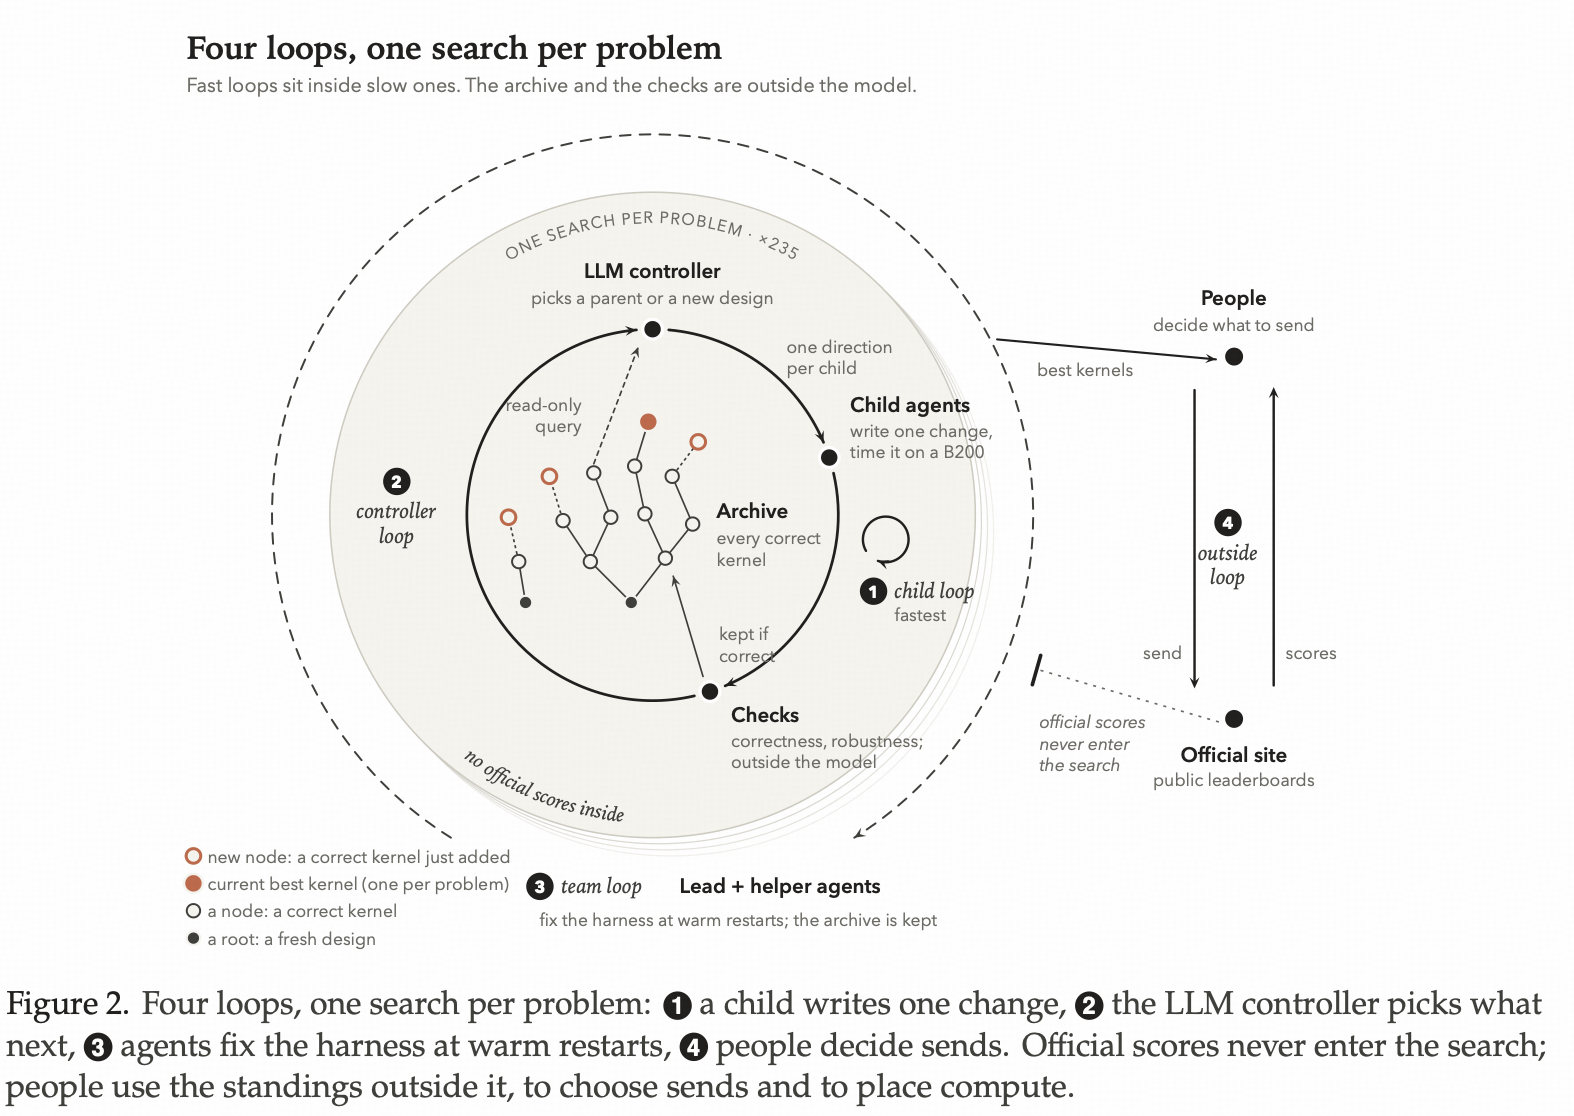 Four loops, one search per problem
Fast loops sit inside slow ones. The archive and the checks are outside the model.
ONE SEARCH PER PROBLEM · ×235
LLM controller
picks a parent or a new design
one direction
per child
Child agents
write one change,
time it on a B200
read-only
query
2
controller
loop
Archive
every correct
kernel
1 child loop
fastest
kept if
correct
Checks
correctness, robustness;
outside the model
no official scores inside
People
decide what to send
best kernels
4
outside
loop
send
scores
official scores
never enter
the search
Official site
public leaderboards
new node: a correct kernel just added
current best kernel (one per problem)
a node: a correct kernel
a root: a fresh design
3 team loop Lead + helper agents
fix the harness at warm restarts; the archive is kept
Figure 2. Four loops, one search per problem: 1 a child writes one change, 2 the LLM controller picks what
next, 3 agents fix the harness at warm restarts, 4 people decide sends. Official scores never enter the search;
people use the standings outside it, to choose sends and to place compute.